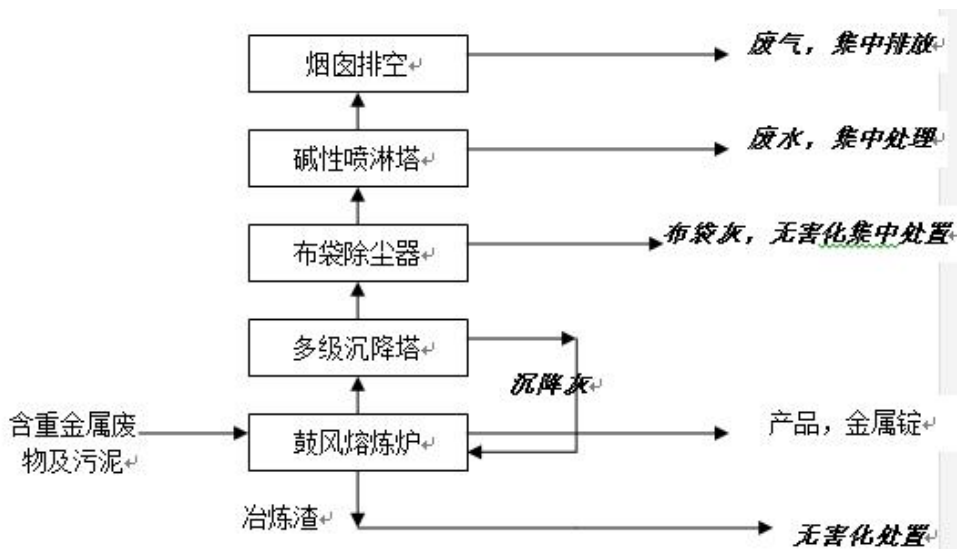 烟囱排空
废气，集中排放
碱性喷淋塔
废水，集中处理
布袋除尘器
布袋灰，无害化集中处置
多级沉降塔
沉降灰
含重金属废
物及污泥
鼓风熔炼炉
产品，金属锭
冶炼渣
无害化处置